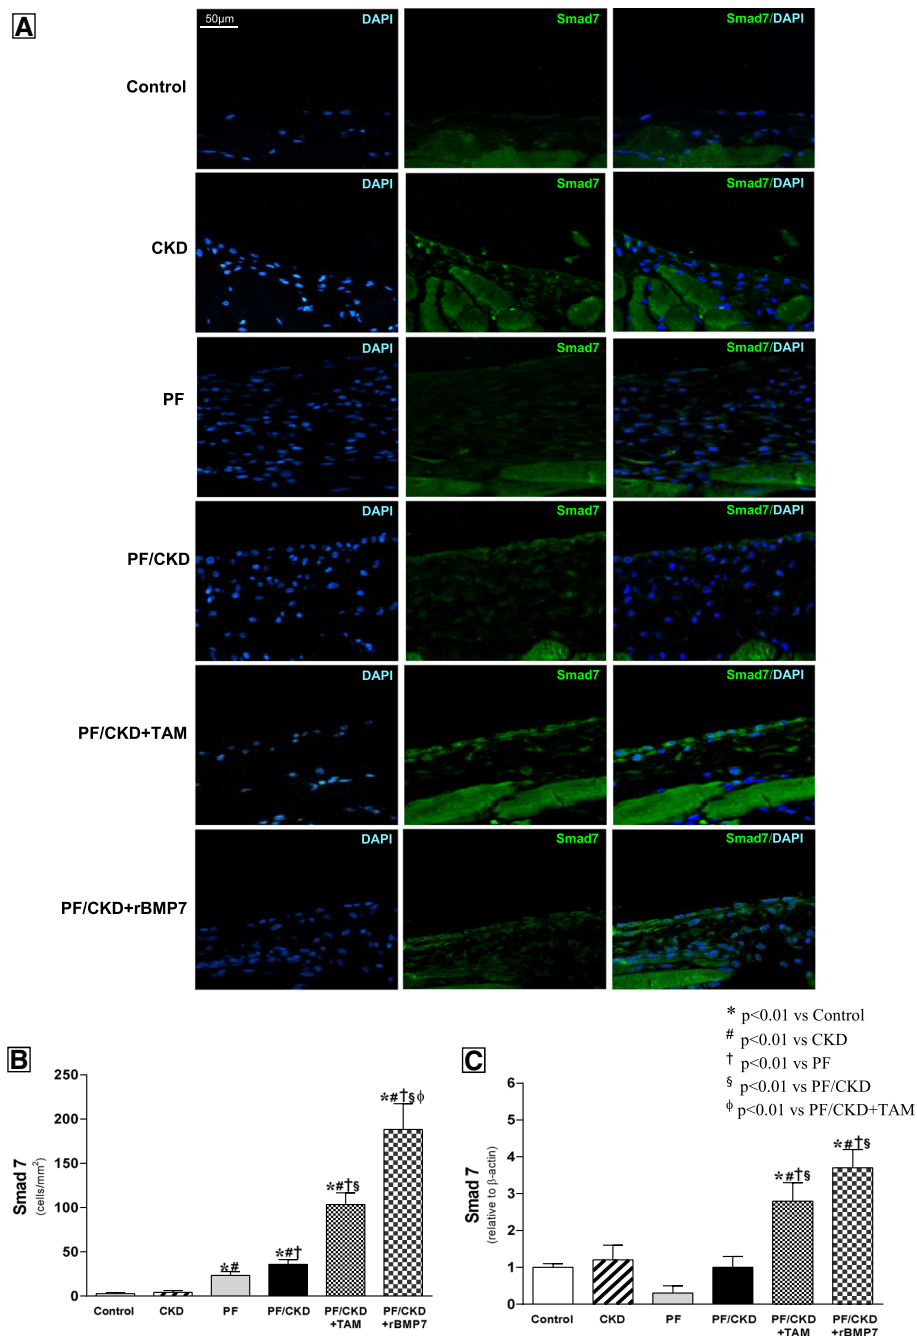 A
50µm
DAPI
Smad7
Smad7/DAPI
Control
DAPI
Smad7
Smad7/DAPI
CKD
DAPI
Smad7
Smad7/DAPI
PF
DAPI
Smad7
Smad7/DAPI
PF/CKD
DAPI
Smad7
Smad7/DAPI
PF/CKD+TAM
DAPI
Smad7
Smad7/DAPI
PF/CKD+rBMP7
* p<0.01 vs Control
# p<0.01 vs CKD
† p<0.01 vs PF
§ p<0.01 vs PF/CKD
ϕ p<0.01 vs PF/CKD+TAM
B
Smad 7
(cells/mm²)
250
200
150
100
50
0
*#
*#†
*#†§
*#†§ϕ
Control
CKD
PF
PF/CKD
PF/CKD
+TAM
PF/CKD
+rBMP7
C
Smad 7
(relative to β-actin)
6
5
4
3
2
1
0
*#†§
*#†§
Control
CKD
PF
PF/CKD
PF/CKD
+TAM
PF/CKD
+rBMP7